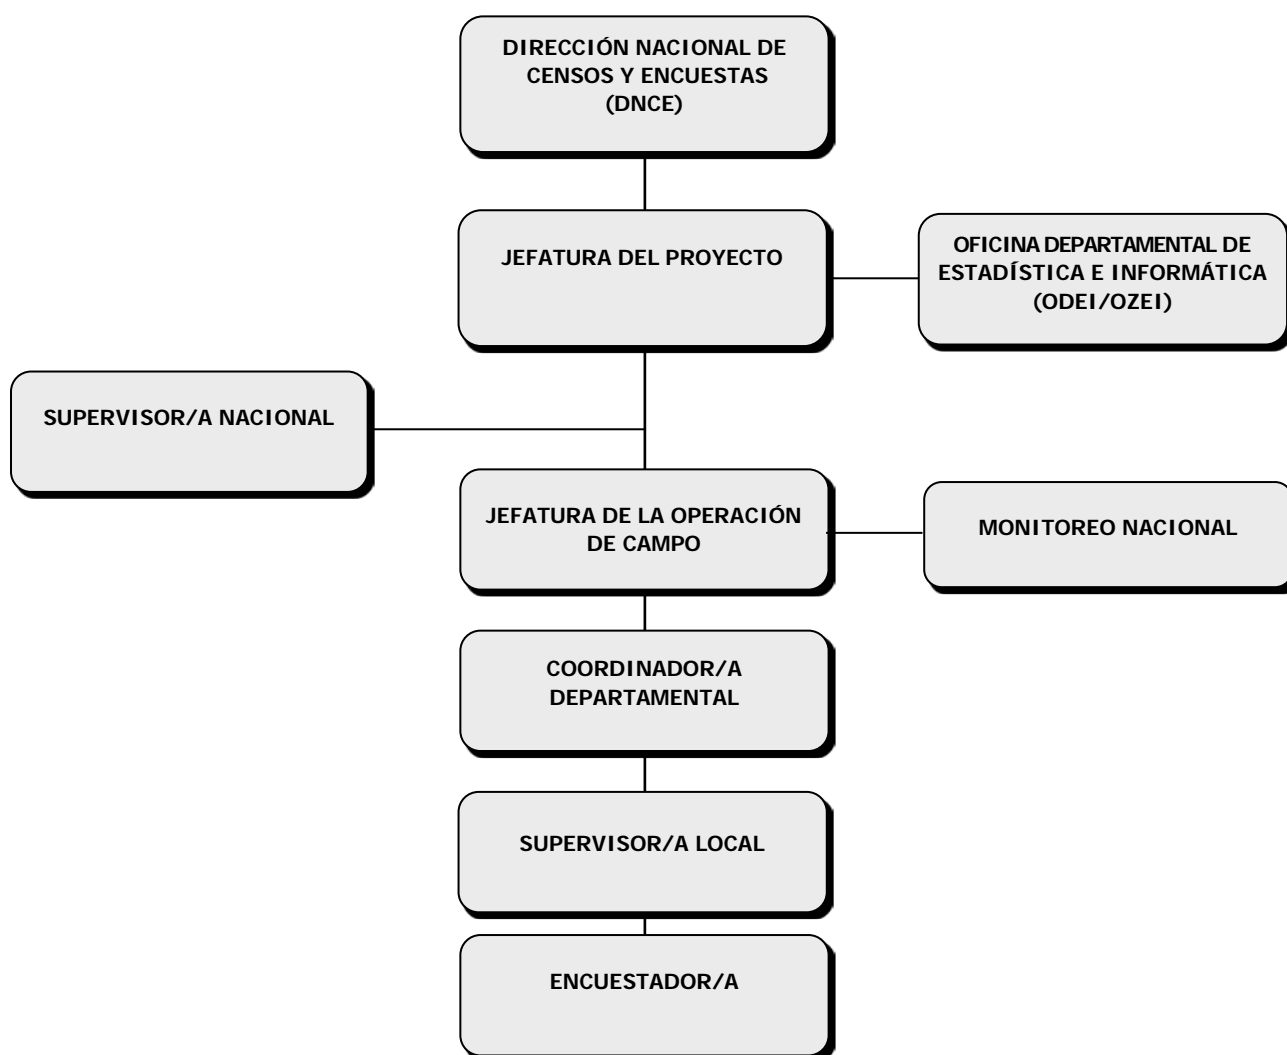 DIRECCIÓN NACIONAL DE
CENSOS Y ENCUESTAS
(DNCE)
JEFATURA DEL PROYECTO
OFICINA DEPARTAMENTAL DE
ESTADÍSTICA E INFORMÁTICA
(ODEI/OZEI)
SUPERVISOR/A NACIONAL
JEFATURA DE LA OPERACIÓN
DE CAMPO
MONITOREO NACIONAL
COORDINADOR/A
DEPARTAMENTAL
SUPERVISOR/A LOCAL
ENCUESTADOR/A